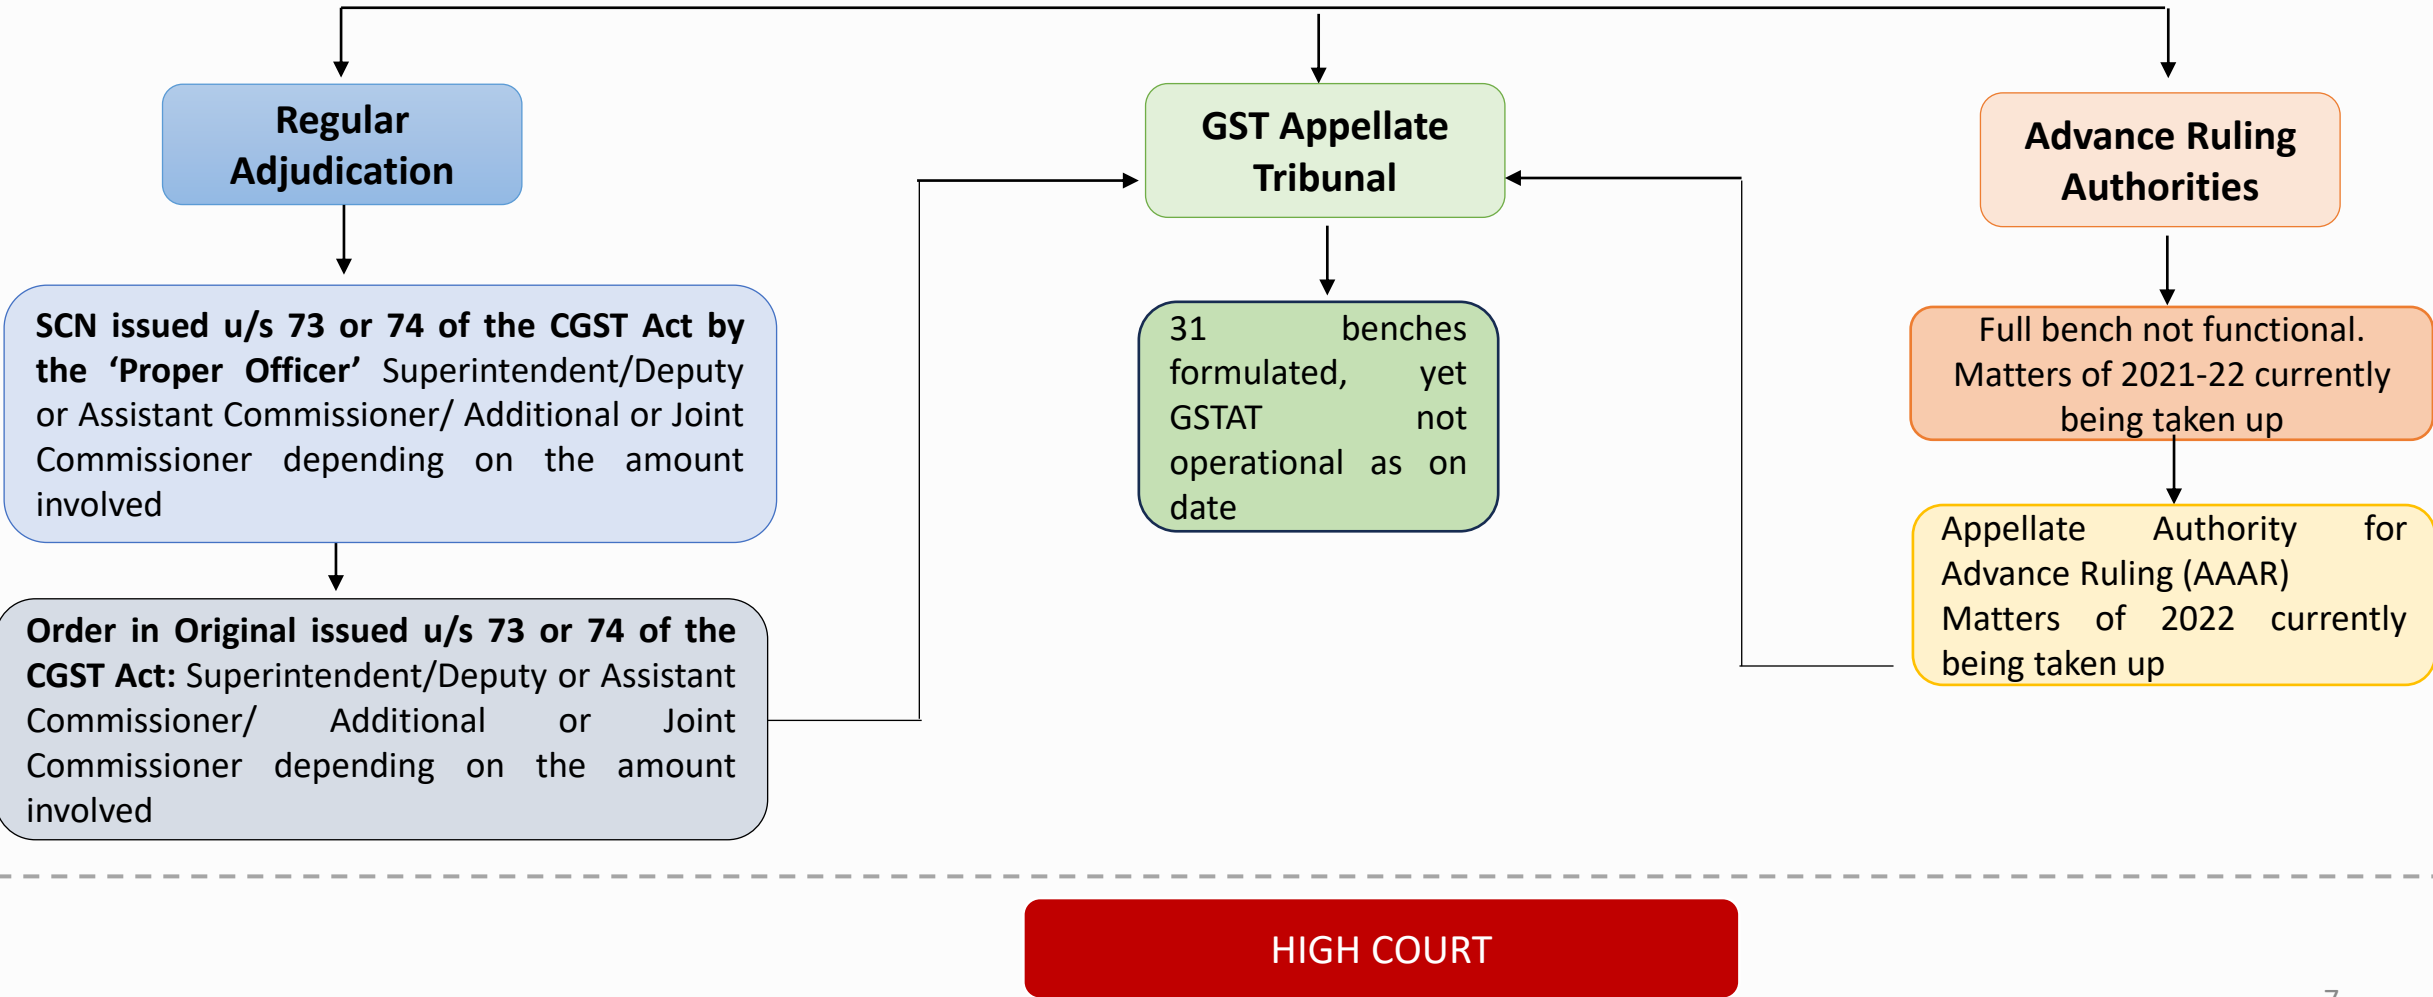 Regular
Adjudication
SCN issued u/s 73 or 74 of the CGST Act by
the ‘Proper Officer’ Superintendent/Deputy
or Assistant Commissioner/ Additional or Joint
Commissioner depending on the amount
involved
Order in Original issued u/s 73 or 74 of the
CGST Act: Superintendent/Deputy or Assistant
Commissioner/ Additional or Joint
Commissioner depending on the amount
involved
GST Appellate
Tribunal
31 benches
formulated, yet
GSTAT not
operational as on
date
Advance Ruling
Authorities
Full bench not functional.
Matters of 2021-22 currently
being taken up
Appellate Authority for
Advance Ruling (AAAR)
Matters of 2022 currently
being taken up
HIGH COURT
7